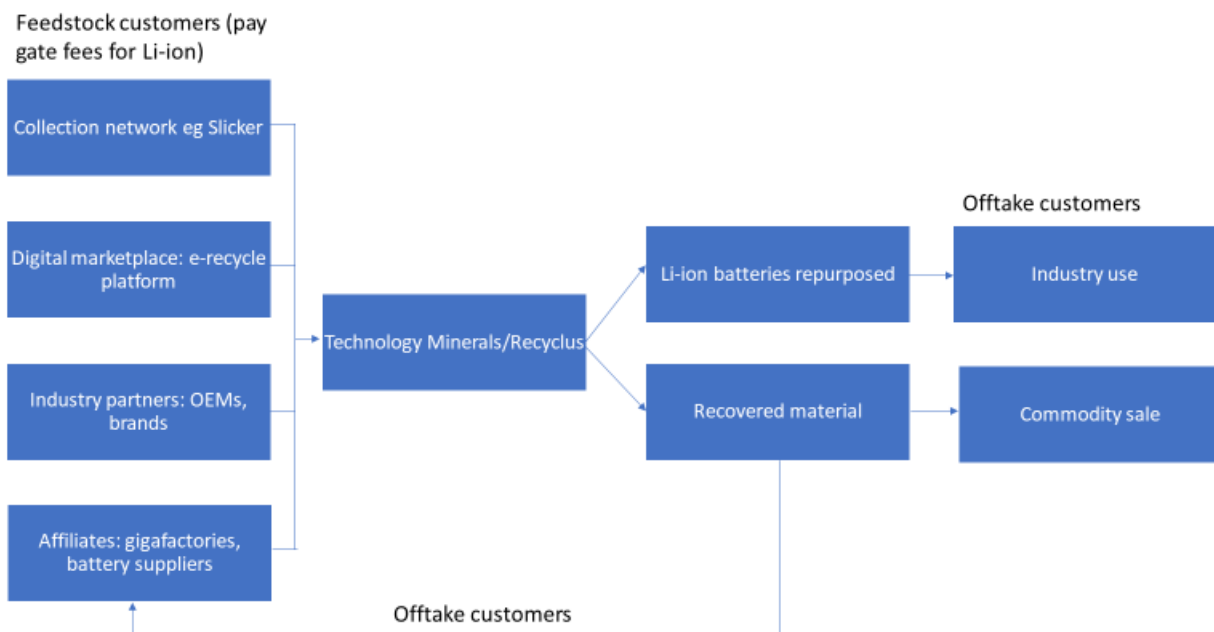 Feedstock customers (pay
gate fees for Li-ion)
Collection network eg Slicker
Digital marketplace: e-recycle
platform
Industry partners: OEMs,
brands
Affiliates: gigafactories,
battery suppliers
Technology Minerals/Recyclus
Li-ion batteries repurposed
Recovered material
Offtake customers
Industry use
Commodity sale
Offtake customers